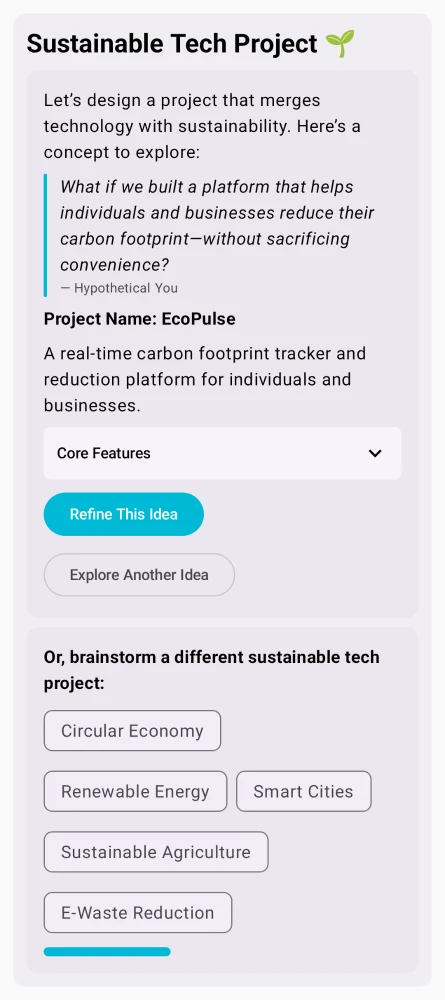 Sustainable Tech Project 🌱
Let’s design a project that merges
technology with sustainability. Here’s a
concept to explore:
What if we built a platform that helps
individuals and businesses reduce their
carbon footprint—without sacrificing
convenience?
— Hypothetical You
Project Name: EcoPulse
A real-time carbon footprint tracker and
reduction platform for individuals and
businesses.
Core Features
Refine This Idea
Explore Another Idea
Or, brainstorm a different sustainable tech
project:
Circular Economy
Renewable Energy Smart Cities
Sustainable Agriculture
E-Waste Reduction